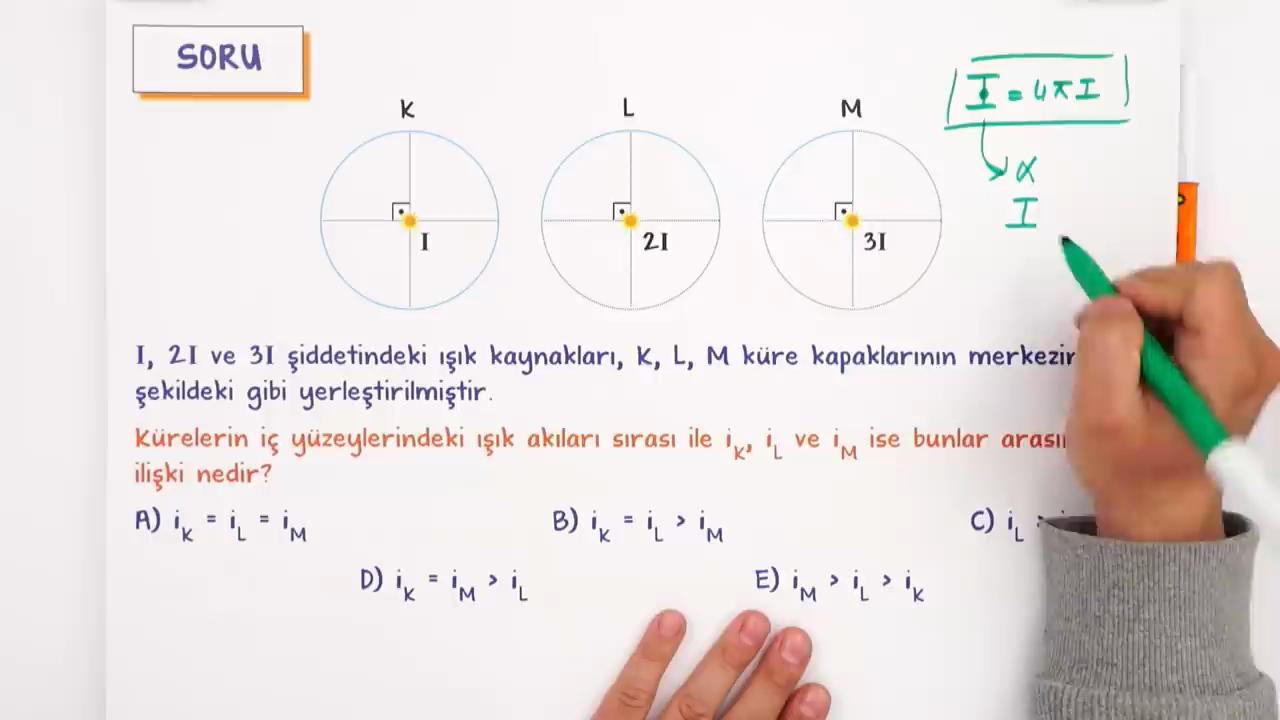 SORU
K L M
I 2I 3I
I = 4πI
α
I
I, 2I ve 3I şiddetindeki ışık kaynakları, K, L, M küre kapaklarının
şekildeki gibi yerleştirilmiştir.
Kürelerin iç yüzeylerindeki ışık akıları sırası ile iK, iL ve iM ise bunlar
ilişki nedir?
A) iK = iL = iM B) iK = iL > iM C) iL
D) iK = iM > iL E) iM > iL > iK